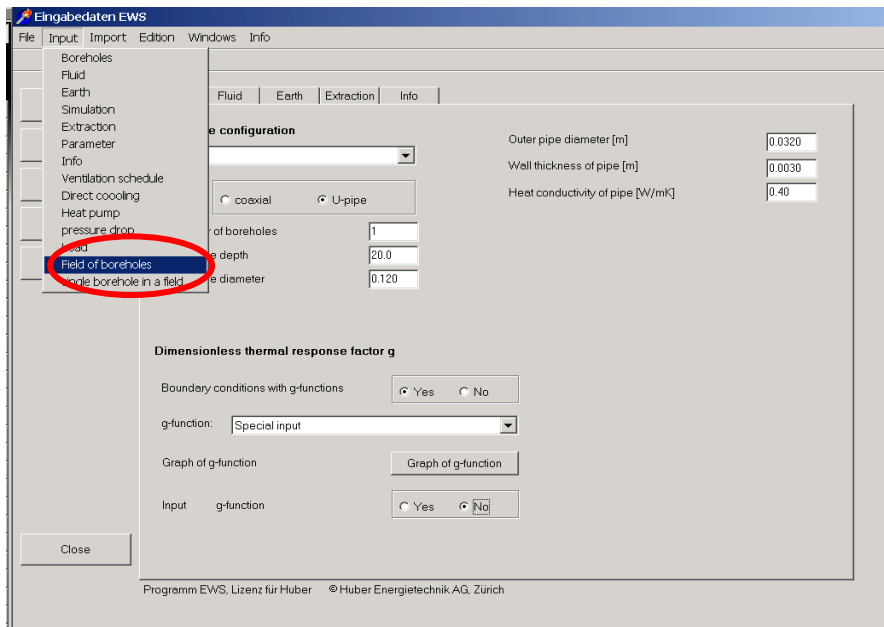 Eingabedaten EWS
File Input Import Edition Windows Info
Boreholes
Fluid
Earth
Simulation
Extraction
Parameter
Info
Ventilation schedule
Direct coooling
Heat pump
pressure drop
Load
Field of boreholes
single borehole in a field
Fluid Earth Extraction Info
e configuration
coaxial U-pipe
r of boreholes 1
e depth 20.0
e diameter 0.120
Outer pipe diameter [m] 0.0320
Wall thickness of pipe [m] 0.0030
Heat conductivity of pipe [W/mK] 0.40
Dimensionless thermal response factor g
Boundary conditions with g-functions Yes No
g-function: Special input
Graph of g-function Graph of g-function
Input g-function Yes No
Close
Programm EWS, Lizenz für Huber © Huber Energietechnik AG, Zürich